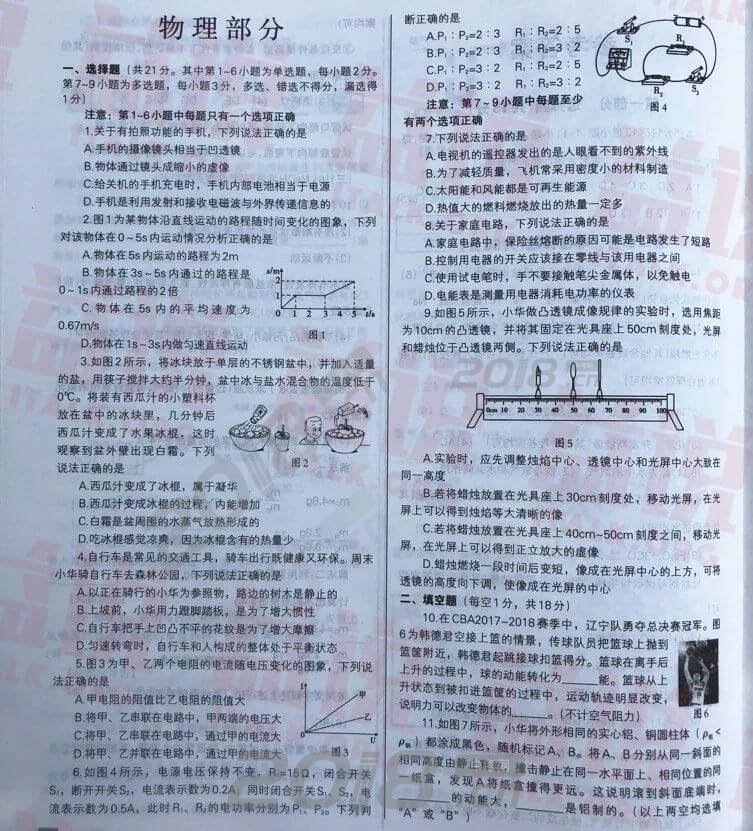 物理部分
一、选择题（共21分。其中第1~6小题为单选题，每小题2分。
第7~9小题为多选题，每小题3分，多选、错选不得分，漏选得
1分）
注意：第1~6小题中每题只有一个选项正确
1.关于有拍照功能的手机，下列说法正确的是
A.手机的摄像镜头相当于凹透镜
B.物体通过镜头成缩小的虚像
C.给关机的手机充电时，手机内部电池相当于电源
D.手机是利用发射和接收电磁波与外界传递信息的
2.图1为某物体沿直线运动的路程随时间变化的图象，下列
对该物体在0~5s内运动情况分析正确的是
A.物体在5s内运动的路程为2m
B.物体在3s~5s内通过的路程是
0~1s内通过路程的2倍
C.物体在5s内的平均速度为
0.67m/s
D.物体在1s~3s内做匀速直线运动
s/m
2
1
0 1 2 3 4 5 t/s
图1
3.如图2所示，将冰块放于单层的不锈钢盆中，并加入适量
的盐，用筷子搅拌大约半分钟，盆中冰与盐水混合物的温度低于
0℃。将装有西瓜汁的小塑料杯
放在盆中的冰块里，几分钟后
西瓜汁变成了水果冰棍，这时
观察到盆外壁出现白霜。下列
说法正确的是
图2
A.西瓜汁变成了冰棍，属于凝华
B.西瓜汁变成冰棍的过程，内能增加
C.白霜是盆周围的水蒸气放热形成的
D.吃冰棍感觉凉爽，因为冰棍含有的热量少
4.自行车是常见的交通工具，骑车出行既健康又环保。周末
小华骑自行车去森林公园，下列说法正确的是
A.以正在骑行的小华为参照物，路边的树木是静止的
B.上坡前，小华用力蹬脚踏板，是为了增大惯性
C.自行车把手上凹凸不平的花纹是为了增大摩擦
D.匀速转弯时，自行车和人构成的整体处于平衡状态
5.图3为甲、乙两个电阻的电流随电压变化的图象，下列说
法正确的是
A.甲电阻的阻值比乙电阻的阻值大
B.将甲、乙串联在电路中，甲两端的电压大
C.将甲、乙串联在电路中，通过甲的电流大
D.将甲、乙并联在电路中，通过甲的电流大
I
甲
乙
0 U
图3
6.如图4所示，电源电压保持不变，R₁=15Ω，闭合开关
S₁，断开开关S₂，电流表示数为0.2A；同时闭合开关S₁、S₂，电
流表示数为0.5A，此时R₁、R₂的电功率分别为P₁、P₂。下列判
断正确的是
A.P₁∶P₂=2∶3 R₁∶R₂=2∶5
B.P₁∶P₂=2∶3 R₁∶R₂=3∶2
C.P₁∶P₂=3∶2 R₁∶R₂=2∶5
D.P₁∶P₂=3∶2 R₁∶R₂=3∶2
S₁
R₁
R₂
S₂
图4
注意：第7~9小题中每题至少
有两个选项正确
7.下列说法正确的是
A.电视机的遥控器发出的是人眼看不到的紫外线
B.为了减轻质量，飞机常采用密度小的材料制造
C.太阳能和风能都是可再生能源
D.热值大的燃料燃烧放出的热量一定多
8.关于家庭电路，下列说法正确的是
A.家庭电路中，保险丝熔断的原因可能是电路发生了短路
B.控制用电器的开关应该接在零线与该用电器之间
C.使用试电笔时，手不要接触笔尖金属体，以免触电
D.电能表是测量用电器消耗电功率的仪表
9.如图5所示，小华做凸透镜成像规律的实验时，选用焦距
为10cm的凸透镜，并将其固定在光具座上50cm刻度处，光屏
和蜡烛位于凸透镜两侧。下列说法正确的是
0cm 10 20 30 40 50 60 70 80 90 100
图5
A.实验时，应先调整烛焰中心、透镜中心和光屏中心大致在
同一高度
B.若将蜡烛放置在光具座上30cm刻度处，移动光屏，在光
屏上可以得到烛焰等大清晰的像
C.若将蜡烛放置在光具座上40cm~50cm刻度之间，移动光
屏，在光屏上可以得到正立放大的虚像
D.蜡烛燃烧一段时间后变短，像成在光屏中心的上方，可将
透镜的高度向下调，使像成在光屏的中心
二、填空题（每空1分，共18分）
10.在CBA2017~2018赛季中，辽宁队勇夺总决赛冠军。图
6为韩德君空接上篮的情景，传球队员把篮球上抛到
篮筐附近，韩德君起跳接球扣篮得分。篮球在离手后
上升的过程中，球的动能转化为____能。篮球从上
升状态到被扣进篮筐的过程中，运动轨迹明显改变，
说明力可以改变物体的____。（不计空气阻力）
图6
11.如图7所示，小华将外形相同的实心铝、铜圆柱体（ρ铝<
ρ铜）都涂成黑色，随机标记A、B。将A、B分别从同一斜面的
相同高度由静止释放，撞击静止在同一水平面上、相同位置的同
一纸盒，发现A将纸盒撞得更远。这说明滚到斜面底端时，
____的动能大，____是铝制的。（以上两空均选填
“A”或“B”）